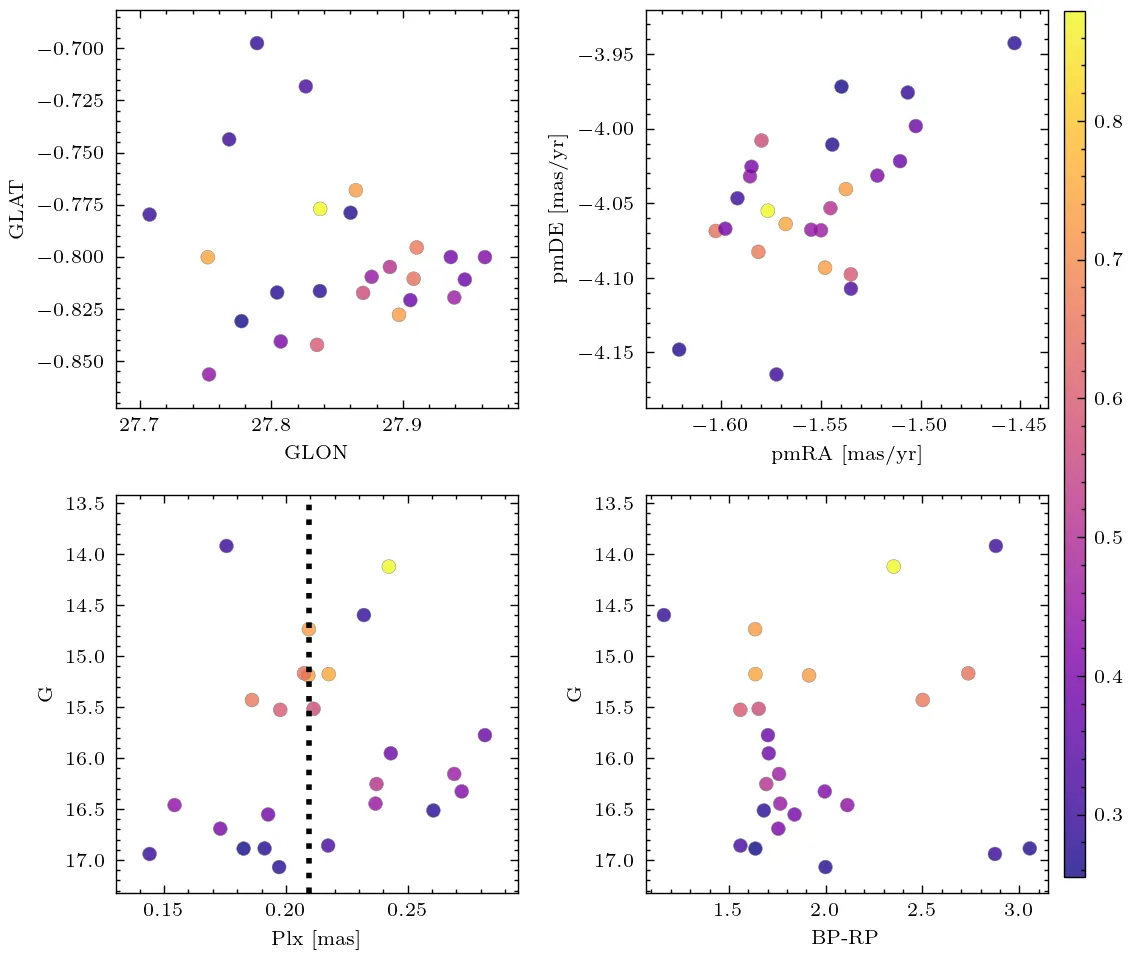 −0.700
−0.725
−0.750
−0.775
−0.800
−0.825
−0.850
GLAT
27.7 27.8 27.9
GLON
−3.95
−4.00
−4.05
−4.10
−4.15
pmDE [mas/yr]
−1.60 −1.55 −1.50 −1.45
pmRA [mas/yr]
13.5
14.0
14.5
15.0
15.5
16.0
16.5
17.0
G
0.15 0.20 0.25
Plx [mas]
13.5
14.0
14.5
15.0
15.5
16.0
16.5
17.0
G
1.5 2.0 2.5 3.0
BP-RP
0.8
0.7
0.6
0.5
0.4
0.3